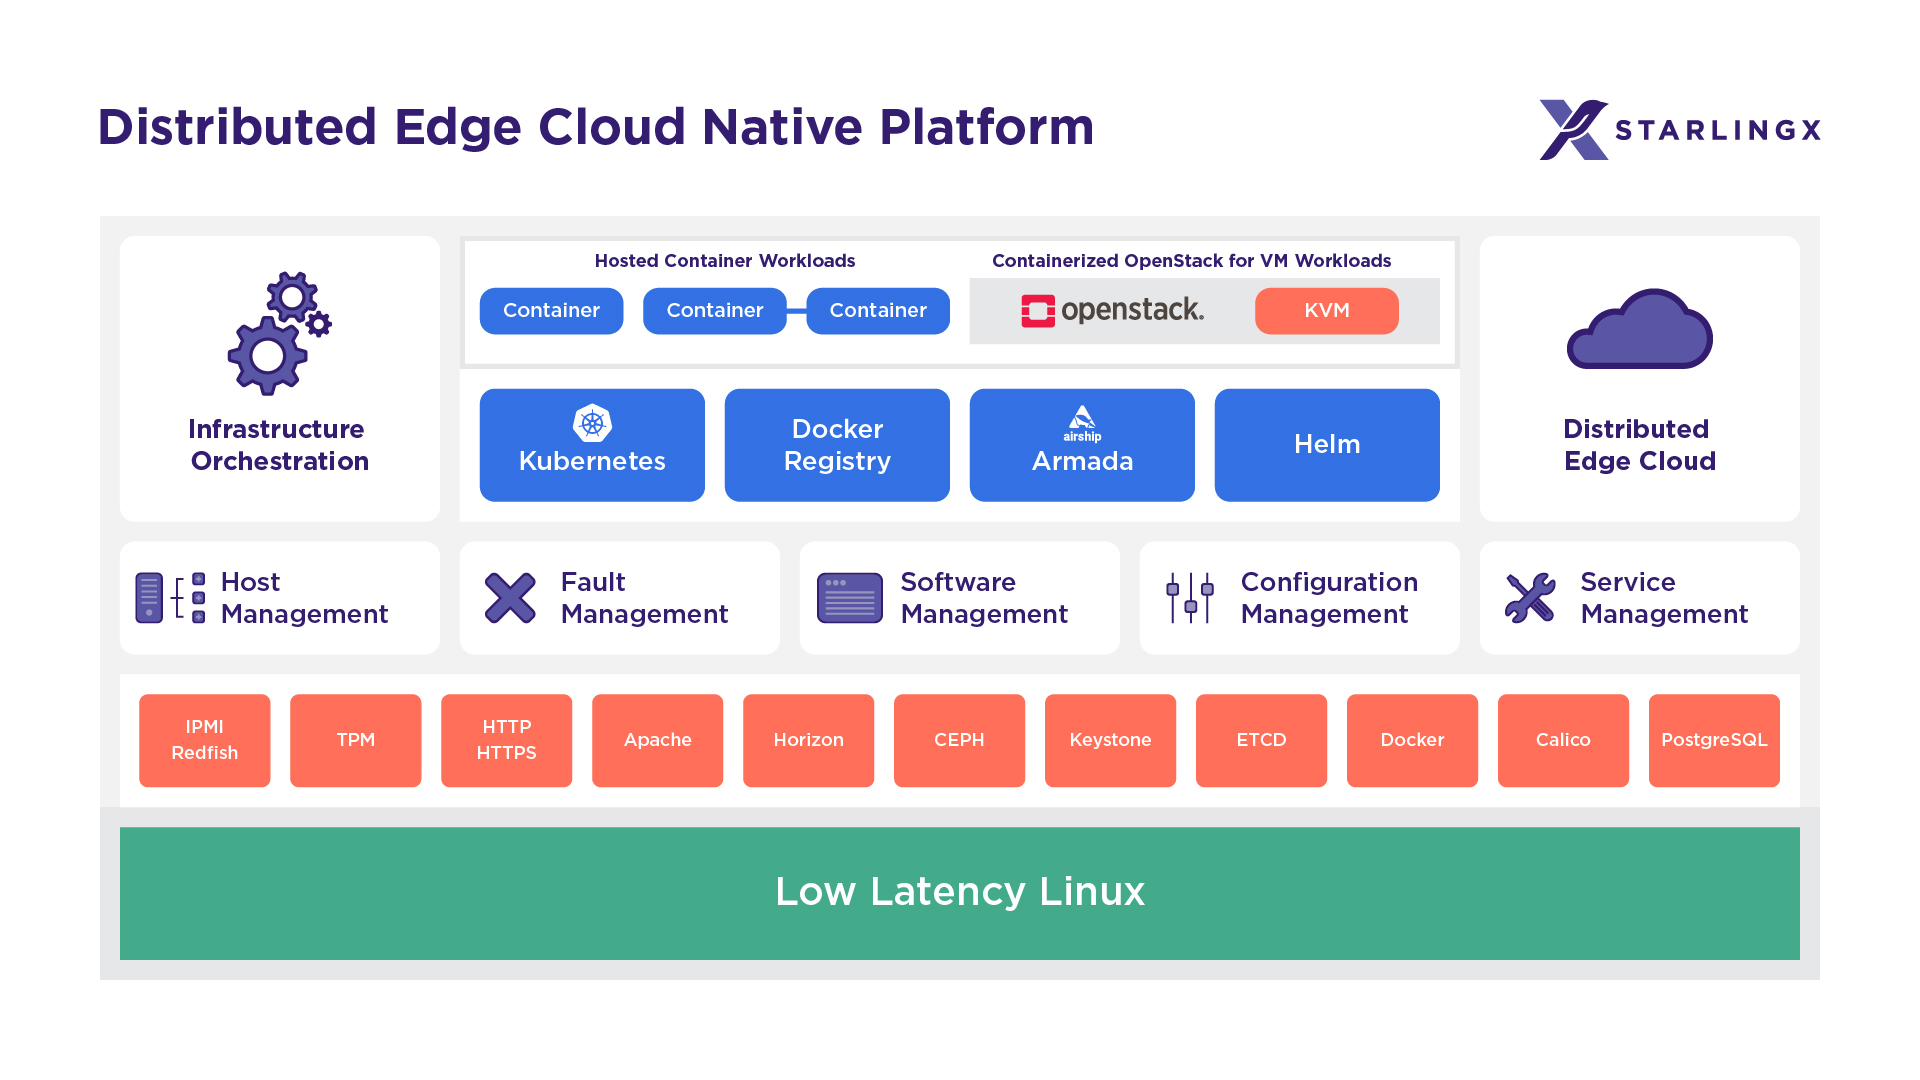 Distributed Edge Cloud Native Platform
STARLINGX
Infrastructure
Orchestration
Hosted Container Workloads
Container
Container
Container
Containerized OpenStack for VM Workloads
openstack.
KVM
Kubernetes
Docker
Registry
airship
Armada
Helm
Distributed
Edge Cloud
Host
Management
Fault
Management
Software
Management
Configuration
Management
Service
Management
IPMI
Redfish
TPM
HTTP
HTTPS
Apache
Horizon
CEPH
Keystone
ETCD
Docker
Calico
PostgreSQL
Low Latency Linux